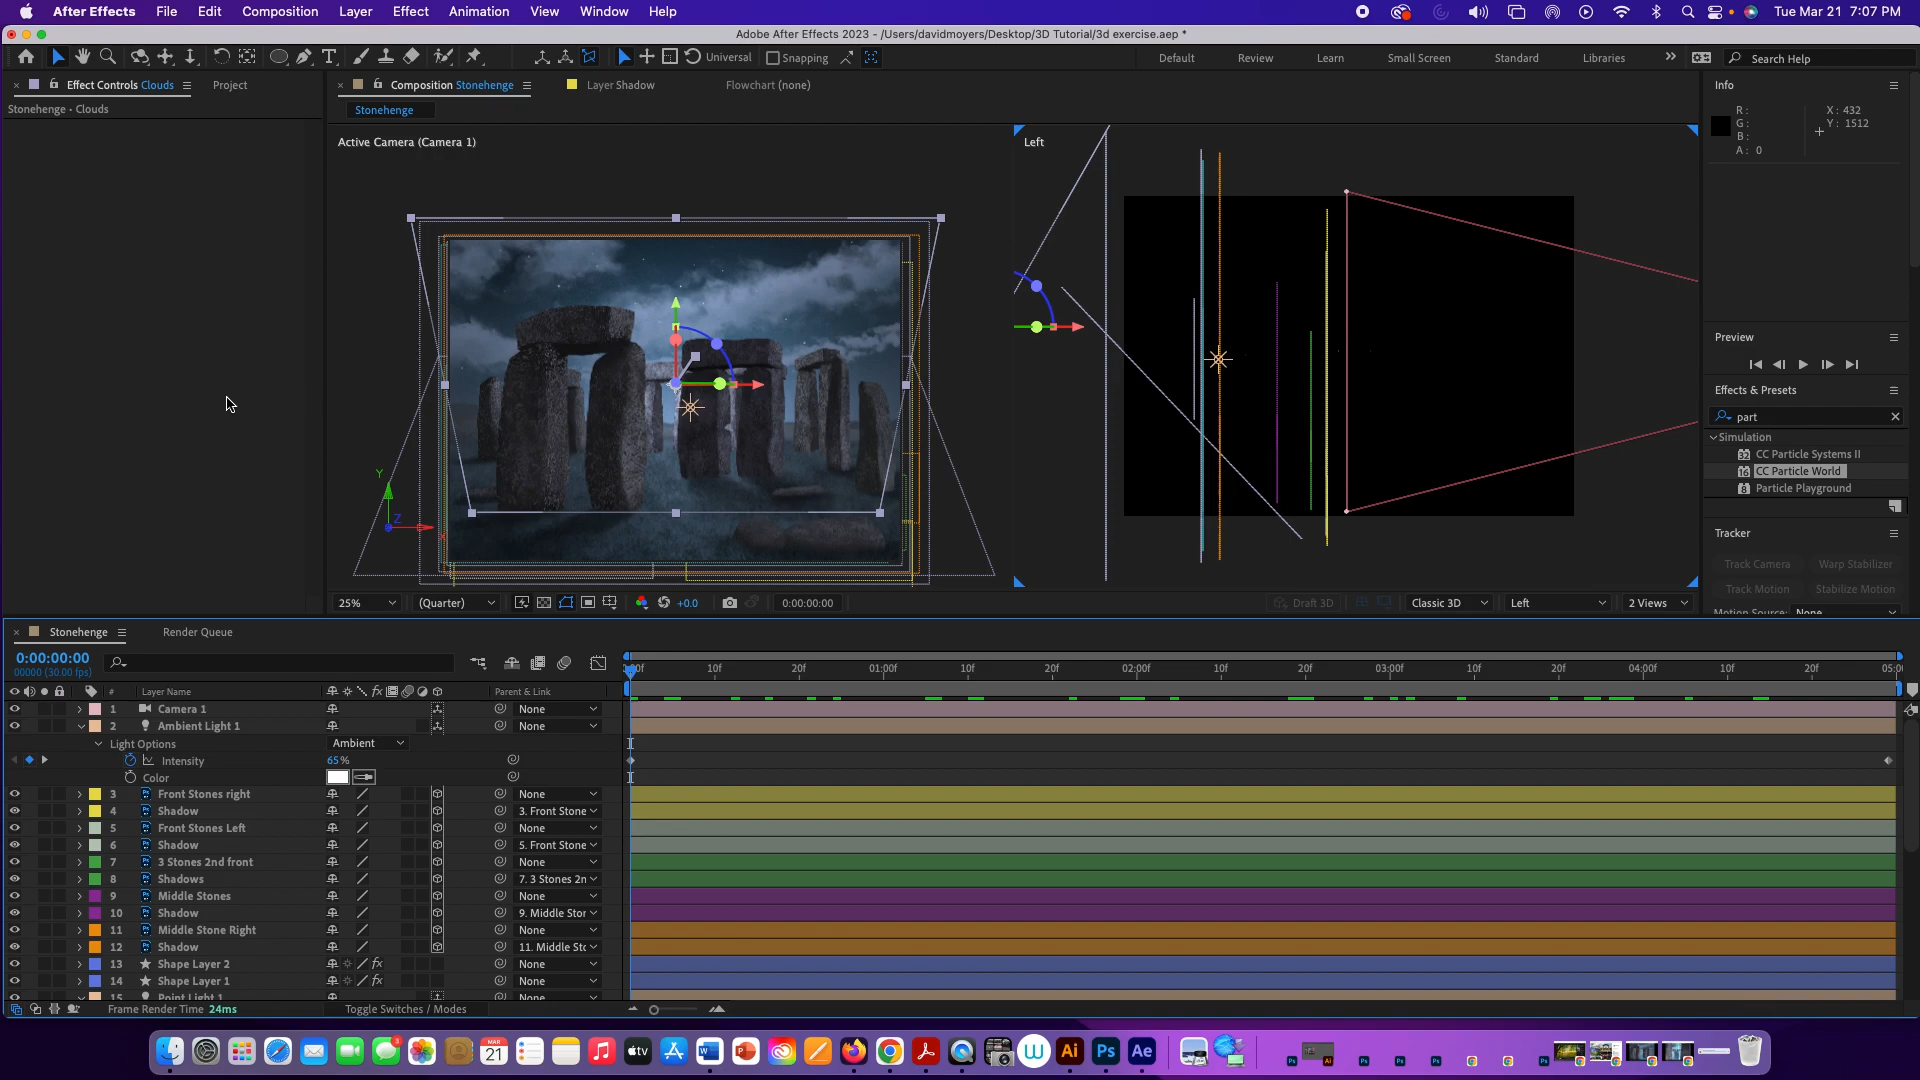 After Effects File Edit Composition Layer Effect Animation View Window Help Tue Mar 21 7:07 PM
Adobe After Effects 2023 - /Users/davidmoyers/Desktop/3D Tutorial/3d exercise.aep *
Universal Snapping Default Review Learn Small Screen Standard Libraries Search Help
Effect Controls Clouds Project Composition Stonehenge Layer Shadow Flowchart (none) Info
Stonehenge • Clouds Stonehenge
R: X: 432
G: Y: 1512
B:
A: 0
Active Camera (Camera 1) Left
Preview
Effects & Presets
part
Simulation
CC Particle Systems II
CC Particle World
Particle Playground
Y
Z
X
Tracker
Track Camera Warp Stabilizer
Track Motion Stabilize Motion
Motion Source: None
25% (Quarter) +0.0 0:00:00:00 Draft 3D Classic 3D Left 2 Views
Stonehenge Render Queue
0:00:00:00
00000 (30.00 fps)
10f 20f 01:00f 10f 20f 02:00f 10f 20f 03:00f 10f 20f 04:00f 10f 20f 05:00
# Layer Name Parent & Link
1 Camera 1 None
2 Ambient Light 1 None
Light Options Ambient
Intensity 65%
Color
3 Front Stones right None
4 Shadow 3. Front Stone
5 Front Stones Left None
6 Shadow 5. Front Stone
7 3 Stones 2nd front None
8 Shadows 7. 3 Stones 2n
9 Middle Stones None
10 Shadow 9. Middle Stor
11 Middle Stone Right None
12 Shadow 11. Middle Stc
13 Shape Layer 2 fx None
14 Shape Layer 1 fx None
15 Point Light 1 None
Frame Render Time 24ms Toggle Switches / Modes
MAR
21
3
tv
W
P
W
Ai
Ps
Ae